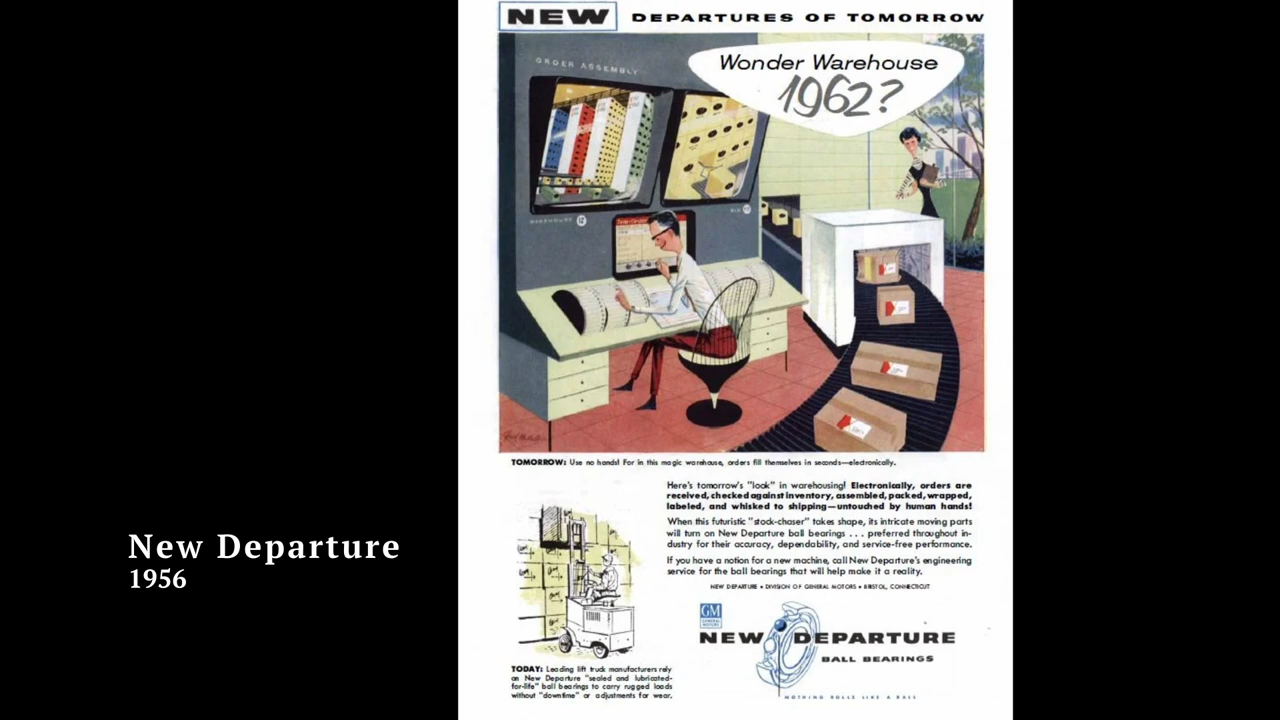 NEW DEPARTURES OF TOMORROW
Wonder Warehouse
1962?
ORDER ASSEMBLY
WAREHOUSE
BIN
TOMORROW: Use no hands! For in this magic warehouse, orders fill themselves in seconds—electronically.
Here's tomorrow's "look" in warehousing! Electronically, orders are
received, checked against inventory, assembled, packed, wrapped,
labeled, and whisked to shipping—untouched by human hands!
When this futuristic "stock-chaser" takes shape, its intricate moving parts
will turn on New Departure ball bearings . . . preferred throughout in-
dustry for their accuracy, dependability, and service-free performance.
If you have a notion for a new machine, call New Departure's engineering
service for the ball bearings that will help make it a reality.
NEW DEPARTURE • DIVISION OF GENERAL MOTORS • BRISTOL, CONNECTICUT
GM
GENERAL
MOTORS
NEW DEPARTURE
BALL BEARINGS
NOTHING ROLLS LIKE A BALL
TODAY: Leading lift truck manufacturers rely
on New Departure "sealed and lubricated-
for-life" ball bearings to carry rugged loads
without "downtime" or adjustments for wear.
New Departure
1956